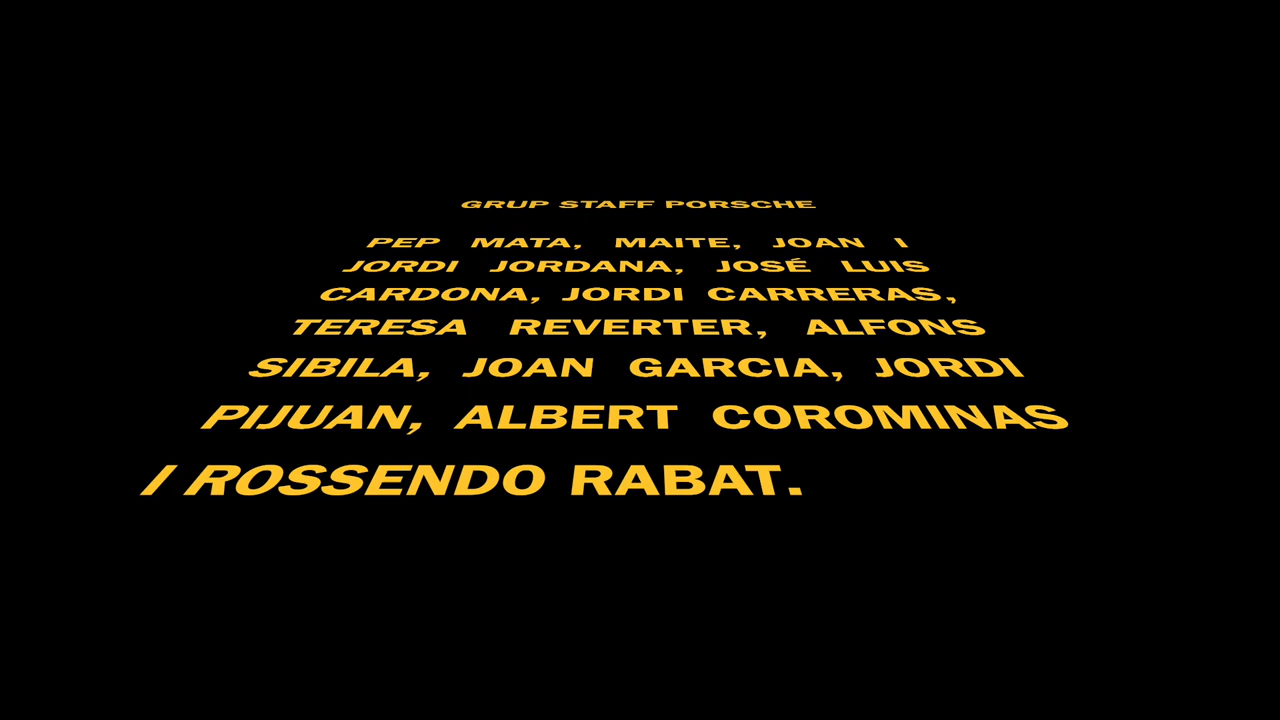 GRUP STAFF PORSCHE
PEP MATA, MAITE, JOAN I
JORDI JORDANA, JOSÉ LUIS
CARDONA, JORDI CARRERAS,
TERESA REVERTER, ALFONS
SIBILA, JOAN GARCIA, JORDI
PIJUAN, ALBERT COROMINAS
I ROSSENDO RABAT.